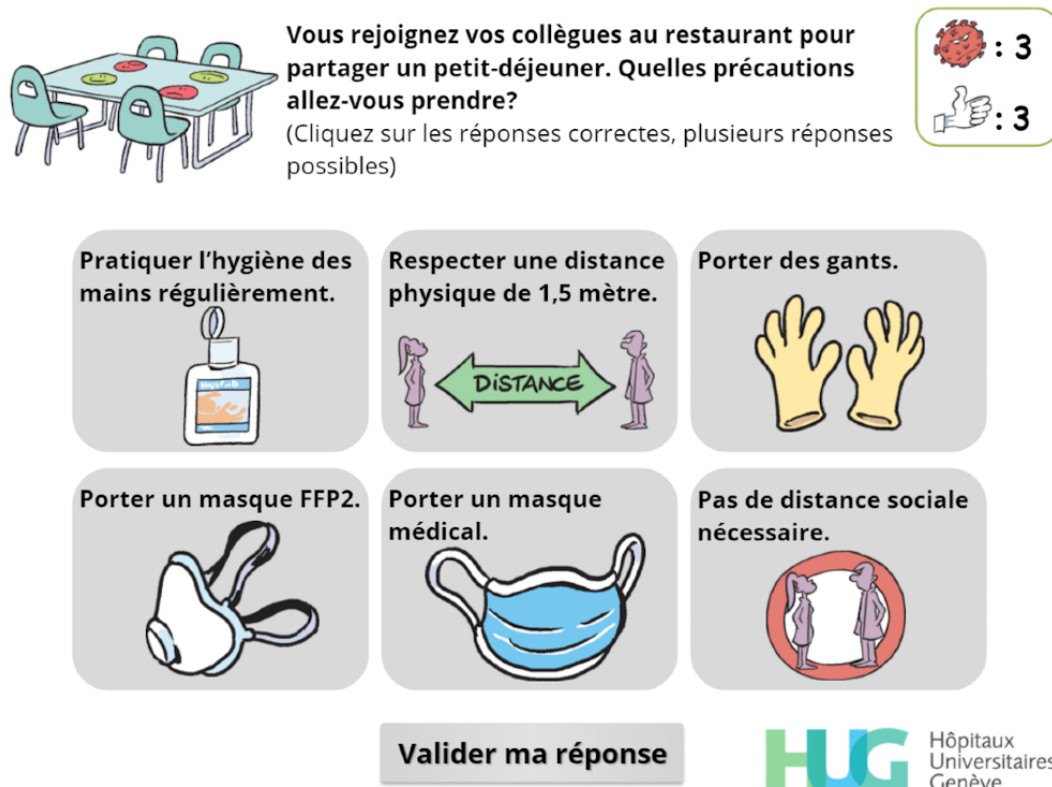 Vous rejoignez vos collègues au restaurant pour
partager un petit-déjeuner. Quelles précautions
allez-vous prendre?
(Cliquez sur les réponses correctes, plusieurs réponses
possibles)
: 3
: 3
Pratiquer l'hygiène des
mains régulièrement.
Respecter une distance
physique de 1,5 mètre.
DiSTANCE
Porter des gants.
Porter un masque FFP2.
Porter un masque
médical.
Pas de distance sociale
nécessaire.
Valider ma réponse
HUG
Hôpitaux
Universitaires
Genève